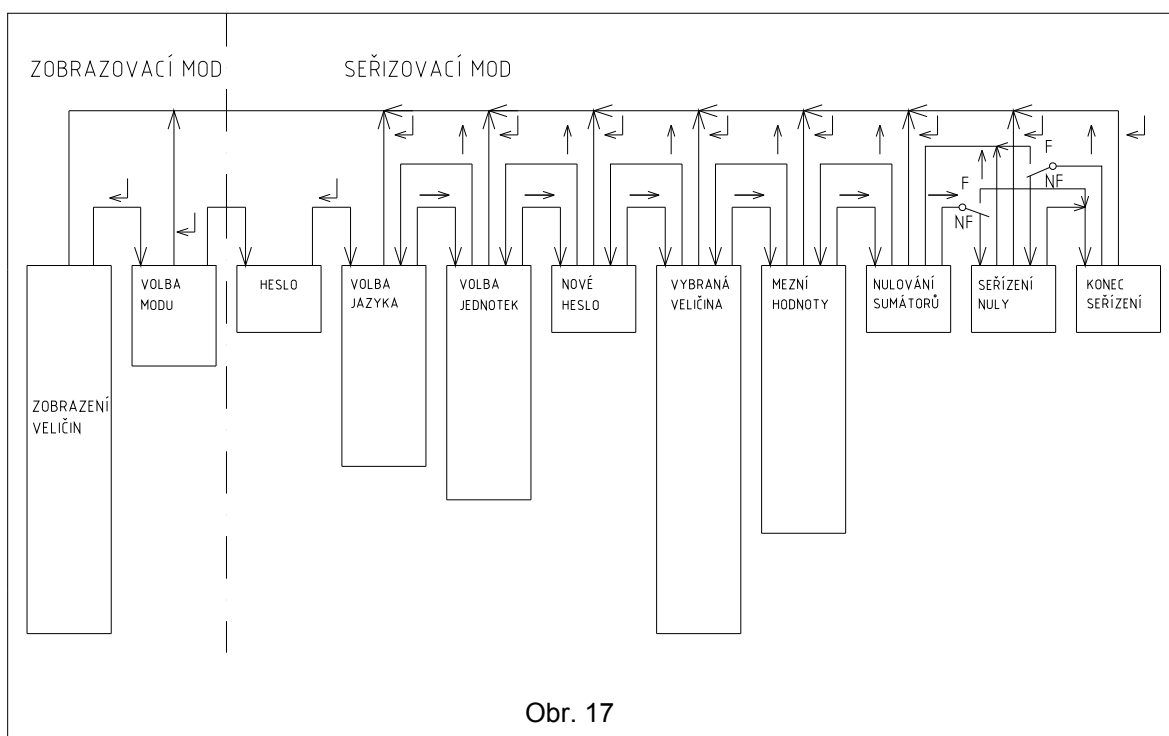 ZOBRAZOVACÍ MOD
SEŘIZOVACÍ MOD
F
F
NF
NF
VOLBA
MODU
HESLO
VOLBA
JAZYKA
VOLBA
JEDNOTEK
NOVÉ
HESLO
VYBRANÁ
VELIČINA
MEZNÍ
HODNOTY
NULOVÁNÍ
SUMÁTORŮ
SEŘÍZENÍ
NULY
KONEC
SEŘÍZENÍ
ZOBRAZENÍ
VELIČIN
Obr. 17